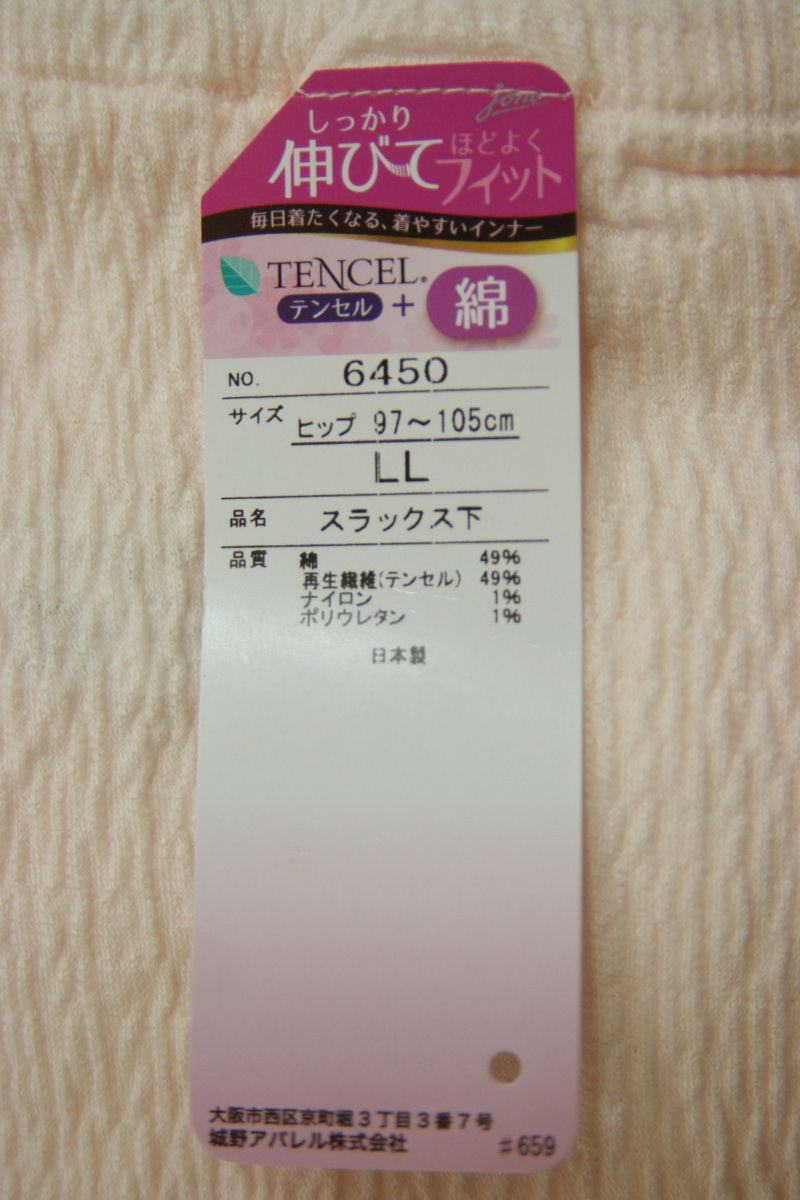 jono
しっかり
伸びて ほどよくフィット
毎日着たくなる、着やすいインナー
TENCEL®
テンセル + 綿
NO. 6450
サイズ ヒップ 97～105cm
LL
品名 スラックス下
品質 綿 49%
再生繊維(テンセル) 49%
ナイロン 1%
ポリウレタン 1%
日本製
大阪市西区京町堀3丁目3番7号
城野アパレル株式会社 #659